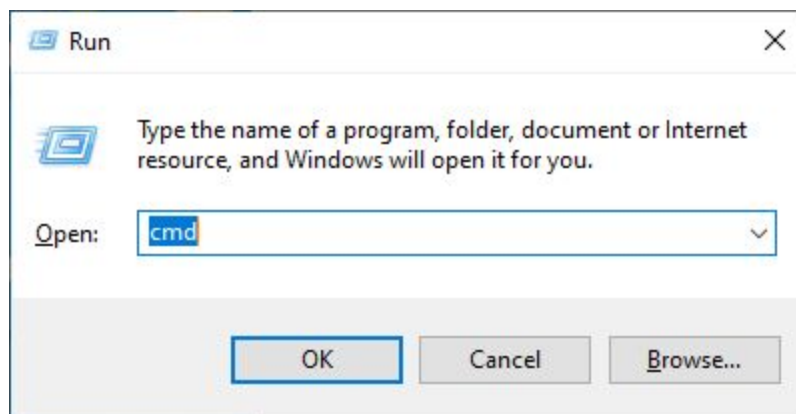 Run
Type the name of a program, folder, document or Internet
resource, and Windows will open it for you.
Open: cmd
OK Cancel Browse...